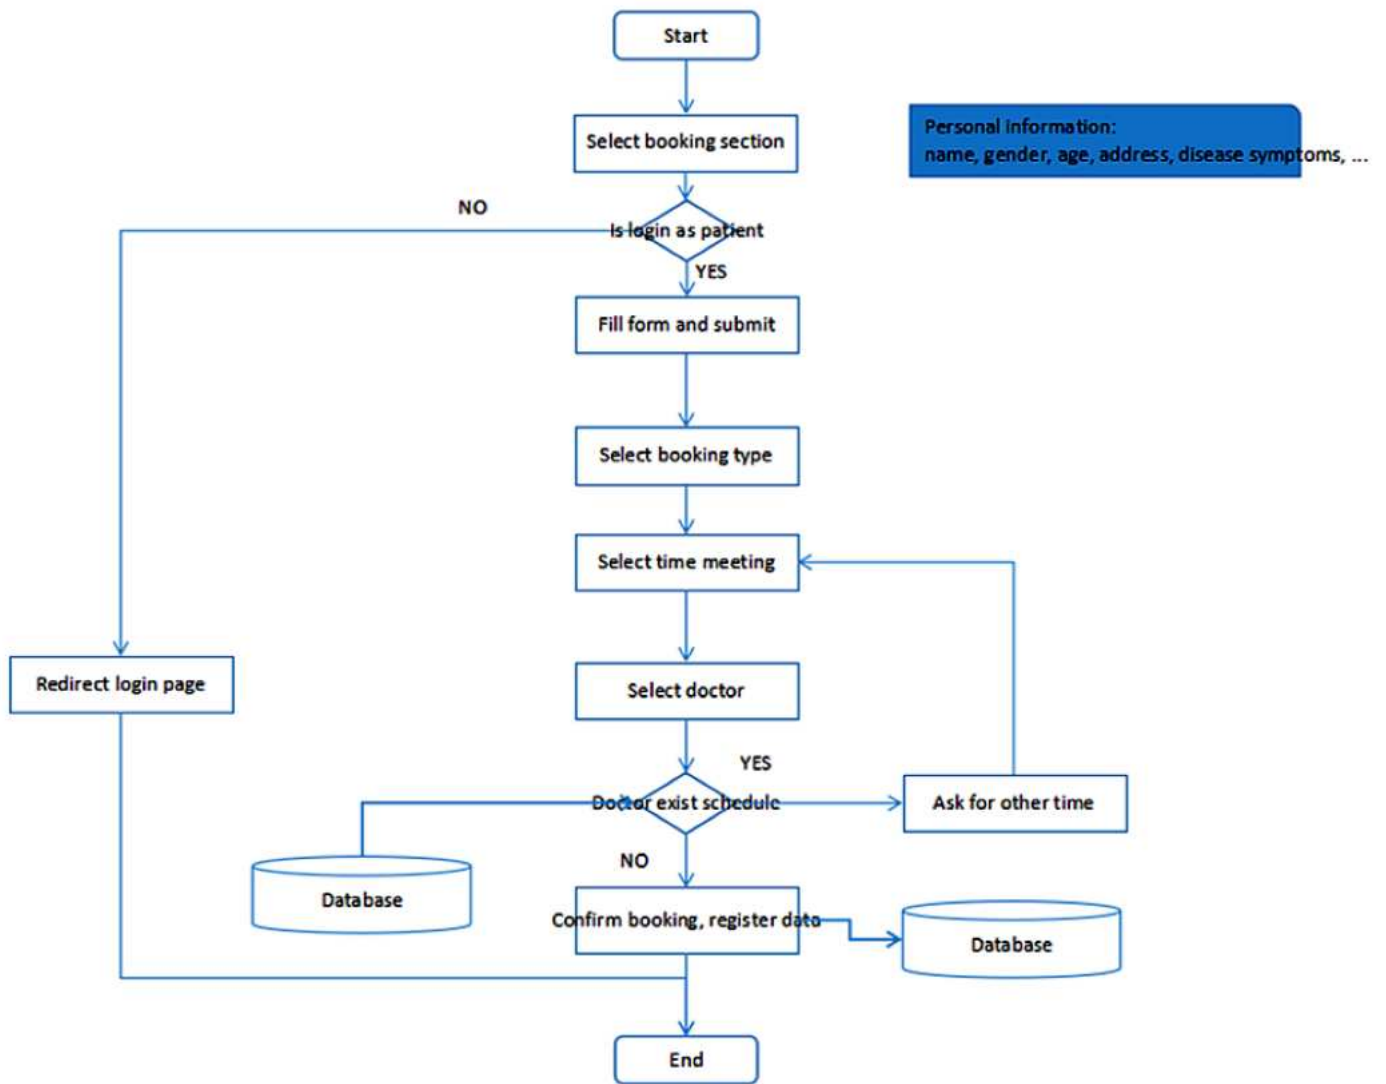 Start
Select booking section
Personal Information:
name, gender, age, address, disease symptoms, ...
NO
Is login as patient
YES
Fill form and submit
Select booking type
Select time meeting
Redirect login page
Select doctor
YES
Doctor exist schedule
Ask for other time
NO
Database
Confirm booking, register data
Database
End